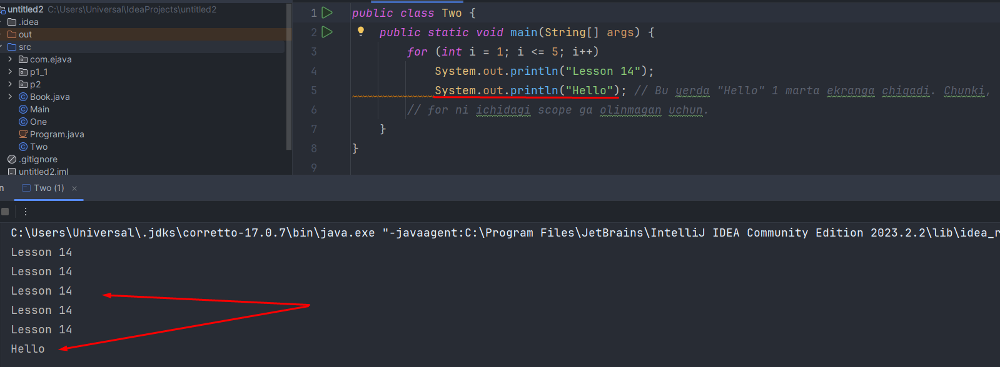 untitled2 C:\Users\Universal\IdeaProjects\untitled2
.idea
out
src
com.ejava
p1_1
p2
Book.java
Main
One
Program.java
Two
.gitignore
untitled2.iml
1 public class Two {
2 public static void main(String[] args) {
3 for (int i = 1; i <= 5; i++)
4 System.out.println("Lesson 14");
5 System.out.println("Hello"); // Bu yerda "Hello" 1 marta ekranga chiqadi. Chunki,
6 // for ni ichidagi scope ga olinmagan uchun.
7 }
8 }
9
n Two (1)
C:\Users\Universal\.jdks\corretto-17.0.7\bin\java.exe "-javaagent:C:\Program Files\JetBrains\IntelliJ IDEA Community Edition 2023.2.2\lib\idea_r
Lesson 14
Lesson 14
Lesson 14
Lesson 14
Lesson 14
Hello